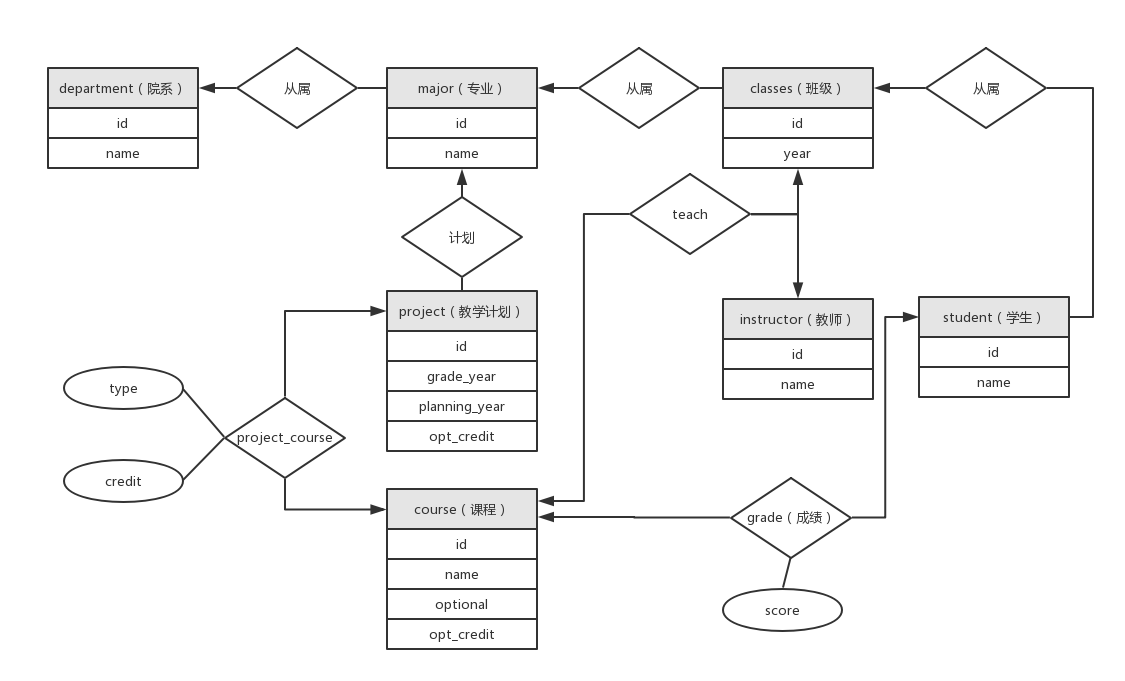 department（院系）
id
name
从属
major（专业）
id
name
从属
classes（班级）
id
year
从属
计划
teach
project（教学计划）
id
grade_year
planning_year
opt_credit
instructor（教师）
id
name
student（学生）
id
name
type
project_course
credit
course（课程）
id
name
optional
opt_credit
grade（成绩）
score